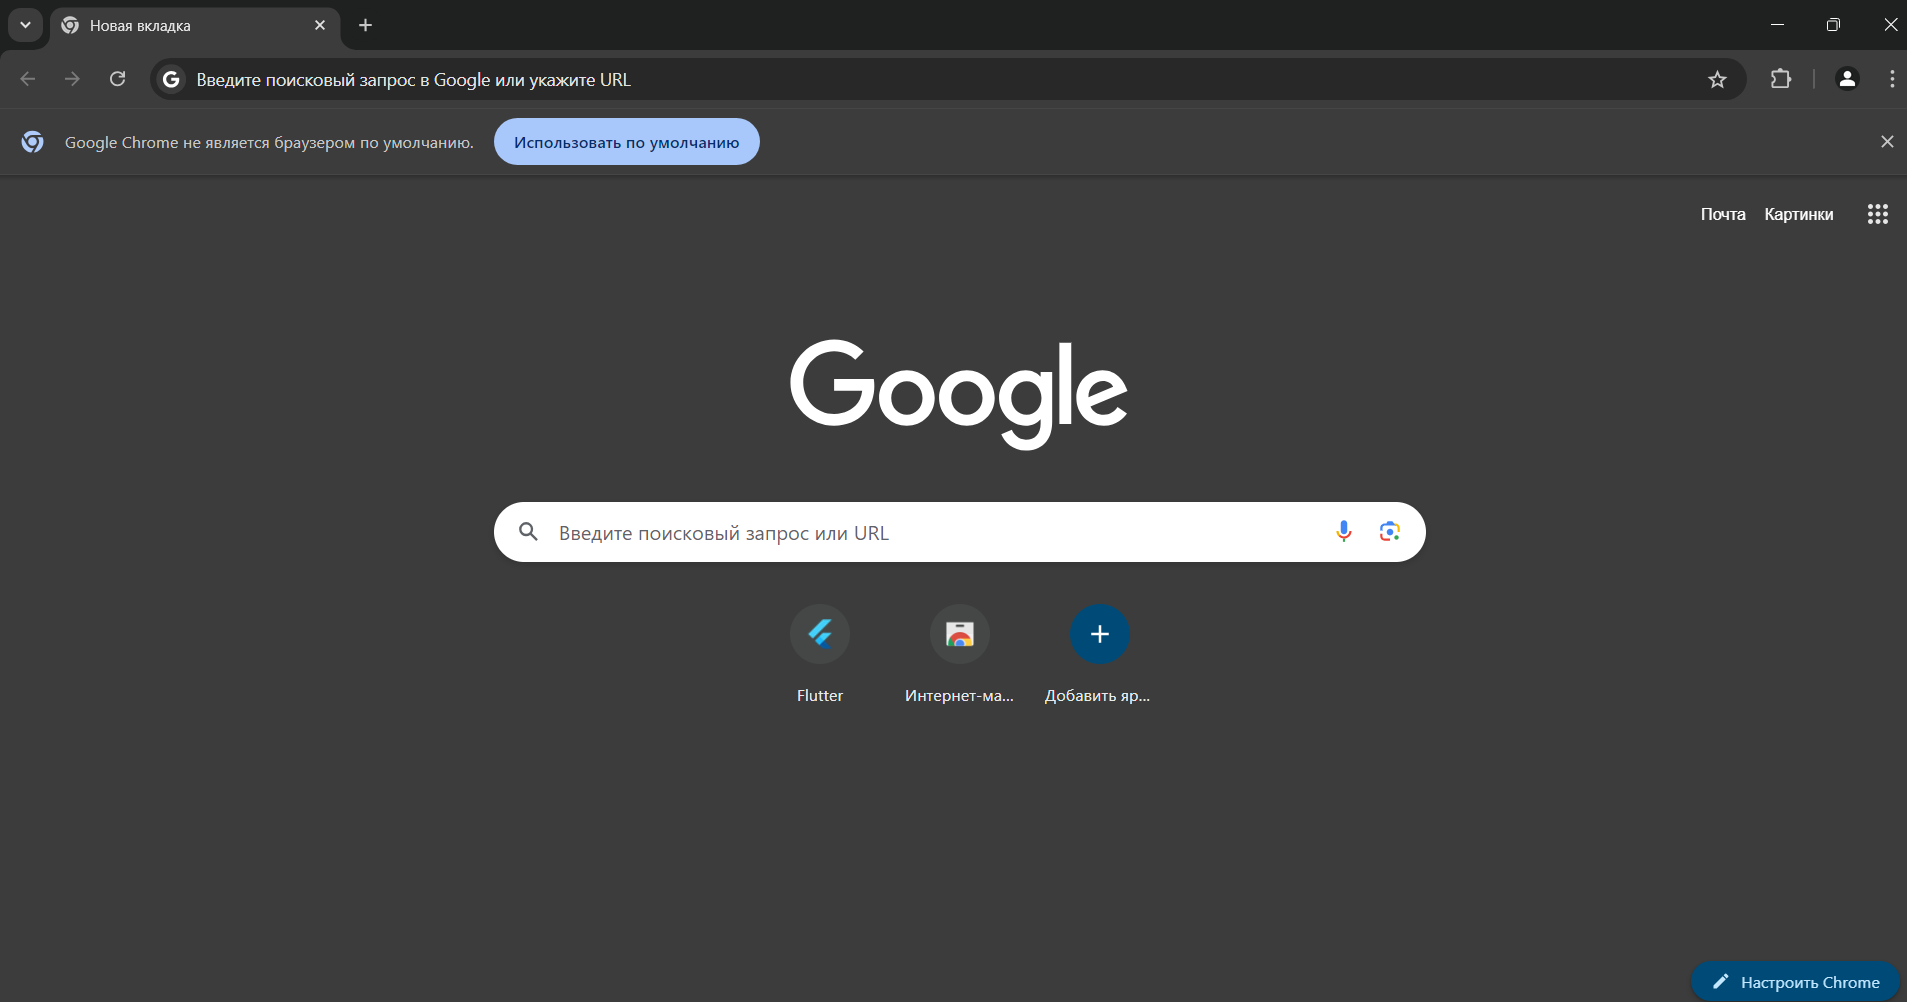 Новая вкладка
Введите поисковый запрос в Google или укажите URL
Google Chrome не является браузером по умолчанию.
Использовать по умолчанию
Почта Картинки
Google
Введите поисковый запрос или URL
Flutter
Интернет-ма...
Добавить яр...
Настроить Chrome